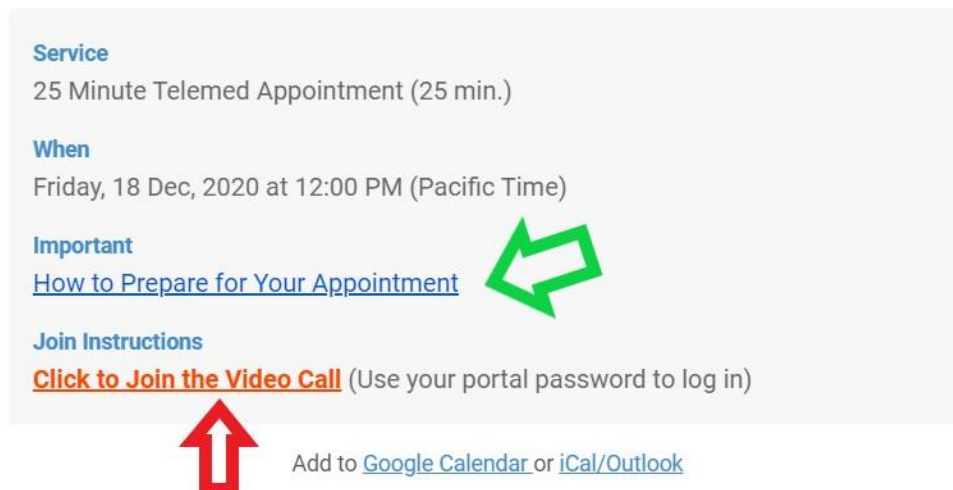 Service
25 Minute Telemed Appointment (25 min.)
When
Friday, 18 Dec, 2020 at 12:00 PM (Pacific Time)
Important
How to Prepare for Your Appointment
Join Instructions
Click to Join the Video Call (Use your portal password to log in)
Add to Google Calendar or iCal/Outlook